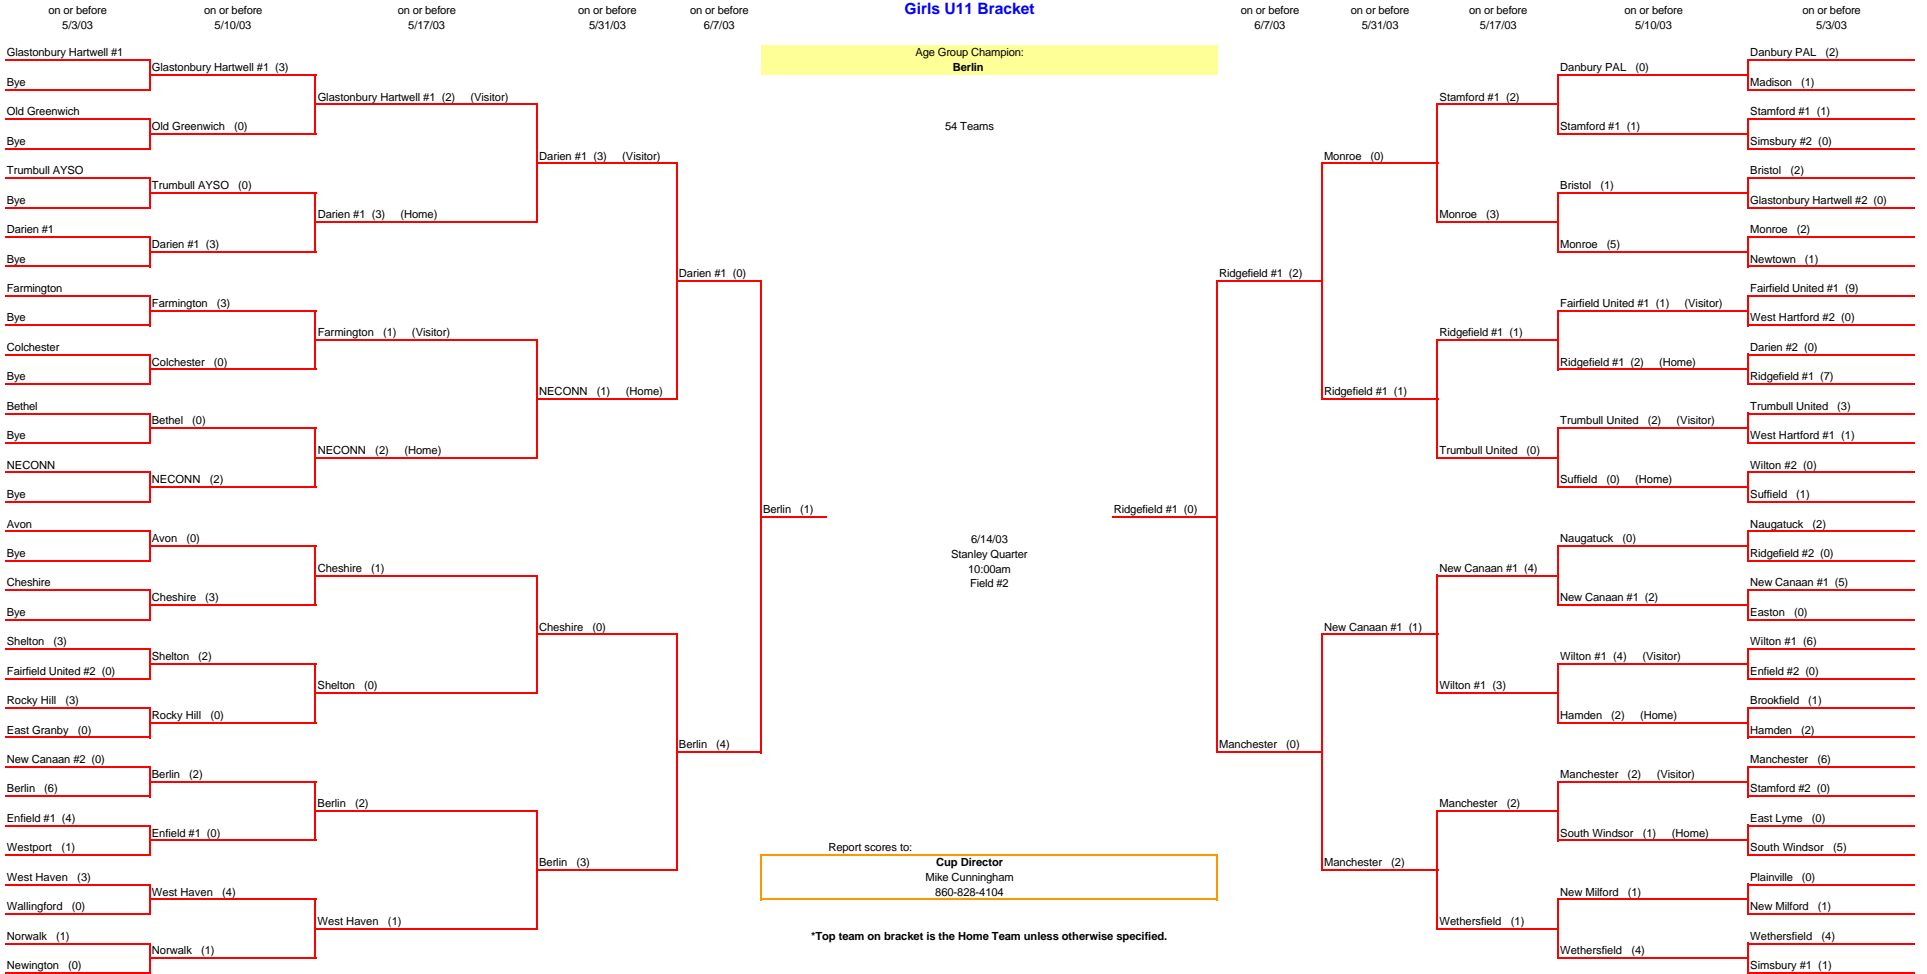 Girls U11 Bracket
on or before
5/3/03
on or before
5/10/03
on or before
5/17/03
on or before
5/31/03
on or before
6/7/03
on or before
6/7/03
on or before
5/31/03
on or before
5/17/03
on or before
5/10/03
on or before
5/3/03
Glastonbury Hartwell #1
Bye
Old Greenwich
Bye
Trumbull AYSO
Bye
Darien #1
Bye
Farmington
Bye
Colchester
Bye
Bethel
Bye
NECONN
Bye
Avon
Bye
Cheshire
Bye
Shelton (3)
Fairfield United #2 (0)
Rocky Hill (3)
East Granby (0)
New Canaan #2 (0)
Berlin (6)
Enfield #1 (4)
Westport (1)
West Haven (3)
Wallingford (0)
Norwalk (1)
Newington (0)
Glastonbury Hartwell #1 (3)
Old Greenwich (0)
Trumbull AYSO (0)
Darien #1 (3)
Farmington (3)
Colchester (0)
Bethel (0)
NECONN (2)
Avon (0)
Cheshire (3)
Shelton (2)
Rocky Hill (0)
Berlin (2)
Enfield #1 (0)
West Haven (4)
Norwalk (1)
Glastonbury Hartwell #1 (2) (Visitor)
Darien #1 (3) (Home)
Farmington (1) (Visitor)
NECONN (2) (Home)
Cheshire (1)
Shelton (0)
Berlin (2)
West Haven (1)
Darien #1 (3) (Visitor)
NECONN (1) (Home)
Cheshire (0)
Berlin (3)
Darien #1 (0)
Berlin (4)
Berlin (1)
Age Group Champion:
Berlin
54 Teams
6/14/03
Stanley Quarter
10:00am
Field #2
Report scores to:
Cup Director
Mike Cunningham
860-828-4104
*Top team on bracket is the Home Team unless otherwise specified.
Ridgefield #1 (0)
Ridgefield #1 (2)
Manchester (0)
Monroe (0)
Ridgefield #1 (1)
New Canaan #1 (1)
Manchester (2)
Stamford #1 (2)
Monroe (3)
Ridgefield #1 (1)
Trumbull United (0)
New Canaan #1 (4)
Wilton #1 (3)
Manchester (2)
Wethersfield (1)
Danbury PAL (0)
Stamford #1 (1)
Bristol (1)
Monroe (5)
Fairfield United #1 (1) (Visitor)
Ridgefield #1 (2) (Home)
Trumbull United (2) (Visitor)
Suffield (0) (Home)
Naugatuck (0)
New Canaan #1 (2)
Wilton #1 (4) (Visitor)
Hamden (2) (Home)
Manchester (2) (Visitor)
South Windsor (1) (Home)
New Milford (1)
Wethersfield (4)
Danbury PAL (2)
Madison (1)
Stamford #1 (1)
Simsbury #2 (0)
Bristol (2)
Glastonbury Hartwell #2 (0)
Monroe (2)
Newtown (1)
Fairfield United #1 (9)
West Hartford #2 (0)
Darien #2 (0)
Ridgefield #1 (7)
Trumbull United (3)
West Hartford #1 (1)
Wilton #2 (0)
Suffield (1)
Naugatuck (2)
Ridgefield #2 (0)
New Canaan #1 (5)
Easton (0)
Wilton #1 (6)
Enfield #2 (0)
Brookfield (1)
Hamden (2)
Manchester (6)
Stamford #2 (0)
East Lyme (0)
South Windsor (5)
Plainville (0)
New Milford (1)
Wethersfield (4)
Simsbury #1 (1)